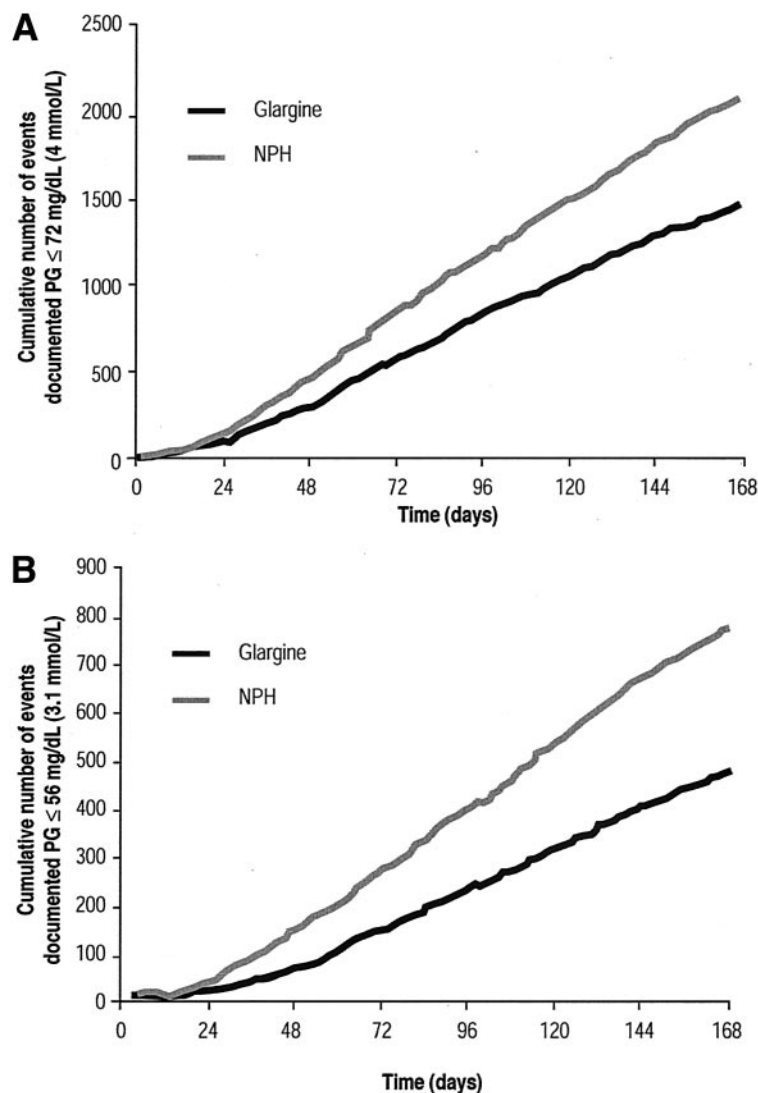 A
Cumulative number of events
documented PG ≤ 72 mg/dL (4 mmol/L)
2500
2000
1500
1000
500
0
Glargine
NPH
0 24 48 72 96 120 144 168
Time (days)
B
Cumulative number of events
documented PG ≤ 56 mg/dL (3.1 mmol/L)
900
800
700
600
500
400
300
200
100
0
Glargine
NPH
0 24 48 72 96 120 144 168
Time (days)